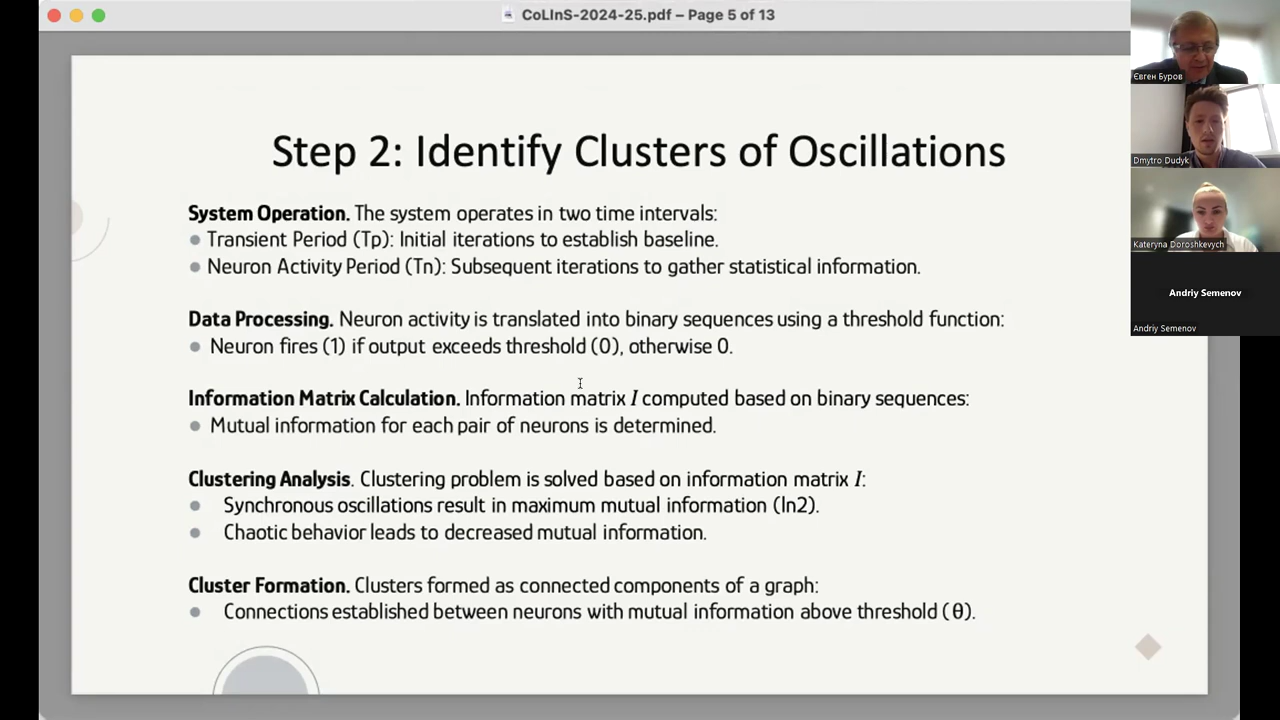 CoLInS-2024-25.pdf – Page 5 of 13
Step 2: Identify Clusters of Oscillations
System Operation. The system operates in two time intervals:
Transient Period (Tp): Initial iterations to establish baseline.
Neuron Activity Period (Tn): Subsequent iterations to gather statistical information.
Data Processing. Neuron activity is translated into binary sequences using a threshold function:
Neuron fires (1) if output exceeds threshold (0), otherwise 0.
Information Matrix Calculation. Information matrix I computed based on binary sequences:
Mutual information for each pair of neurons is determined.
Clustering Analysis. Clustering problem is solved based on information matrix I:
Synchronous oscillations result in maximum mutual information (ln2).
Chaotic behavior leads to decreased mutual information.
Cluster Formation. Clusters formed as connected components of a graph:
Connections established between neurons with mutual information above threshold (θ).
Євген Буров
Dmytro Dudyk
Kateryna Doroshkevych
Andriy Semenov
Andriy Semenov